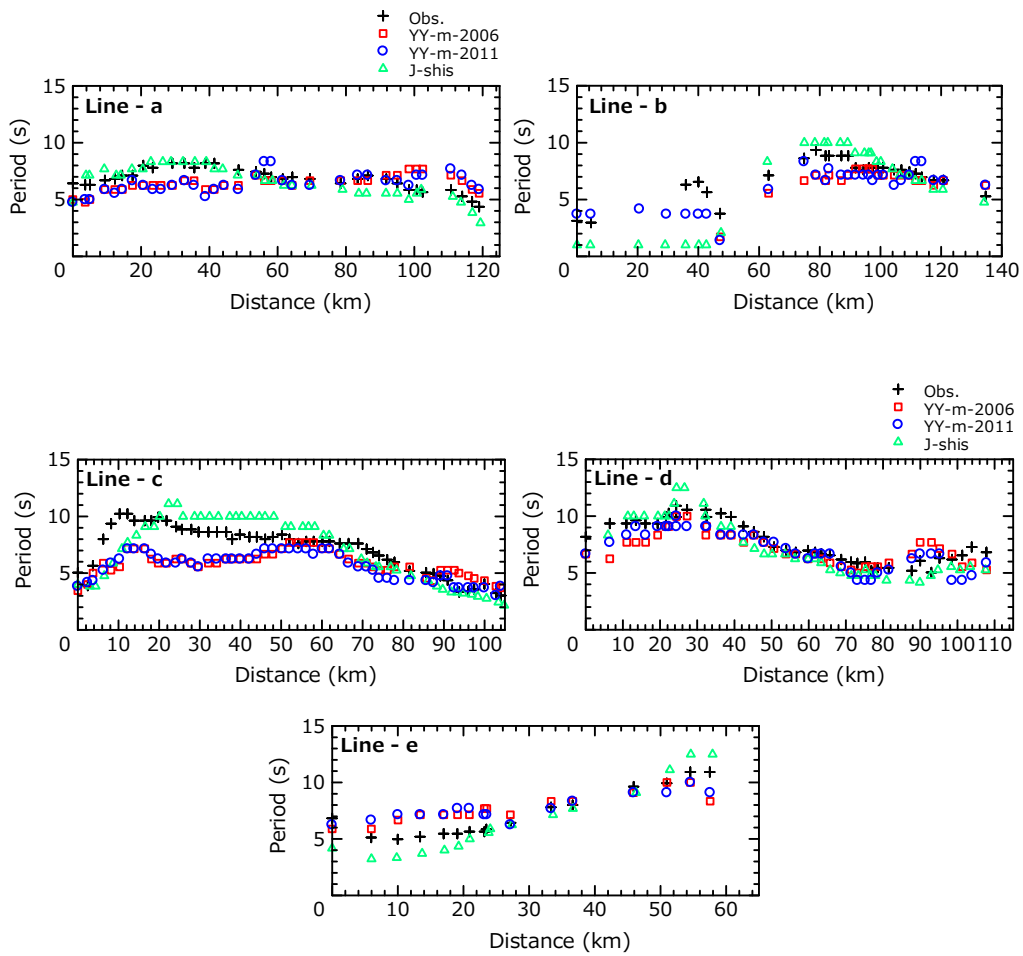 Obs.
YY-m-2006
YY-m-2011
J-shis
Line - a
Period (s)
15
10
5
0
0 20 40 60 80 100 120
Distance (km)
Line - b
Period (s)
15
10
5
0
0 20 40 60 80 100 120 140
Distance (km)
Obs.
YY-m-2006
YY-m-2011
J-shis
Line - c
Period (s)
15
10
5
0 10 20 30 40 50 60 70 80 90 100
Distance (km)
Line - d
Period (s)
15
10
5
0 10 20 30 40 50 60 70 80 90 100 110
Distance (km)
Line - e
Period (s)
15
10
5
0 10 20 30 40 50 60
Distance (km)